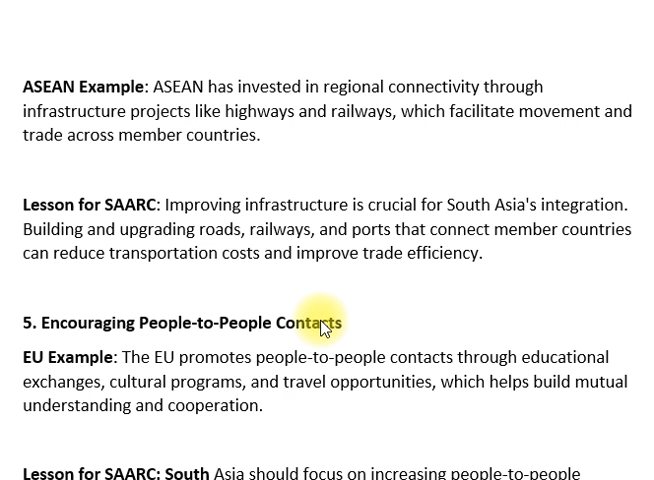 ASEAN Example: ASEAN has invested in regional connectivity through
infrastructure projects like highways and railways, which facilitate movement and
trade across member countries.
Lesson for SAARC: Improving infrastructure is crucial for South Asia's integration.
Building and upgrading roads, railways, and ports that connect member countries
can reduce transportation costs and improve trade efficiency.
5. Encouraging People-to-People Contacts
EU Example: The EU promotes people-to-people contacts through educational
exchanges, cultural programs, and travel opportunities, which helps build mutual
understanding and cooperation.
Lesson for SAARC: South Asia should focus on increasing people-to-people